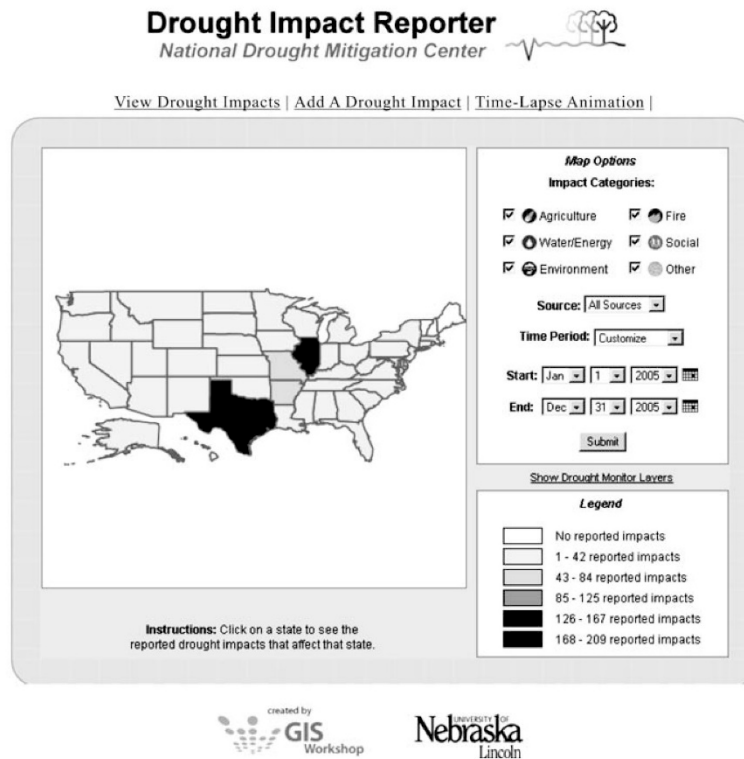 Drought Impact Reporter
National Drought Mitigation Center
View Drought Impacts | Add A Drought Impact | Time-Lapse Animation |
Map Options
Impact Categories:
Agriculture Fire
Water/Energy Social
Environment Other
Source: All Sources
Time Period: Customize
Start: Jan 1 2005
End: Dec 31 2005
Submit
Show Drought Monitor Layers
Legend
No reported impacts
1 - 42 reported impacts
43 - 84 reported impacts
85 - 125 reported impacts
126 - 167 reported impacts
168 - 209 reported impacts
Instructions: Click on a state to see the
reported drought impacts that affect that state.
created by
GIS
Workshop
UNIVERSITY OF
Nebraska
Lincoln